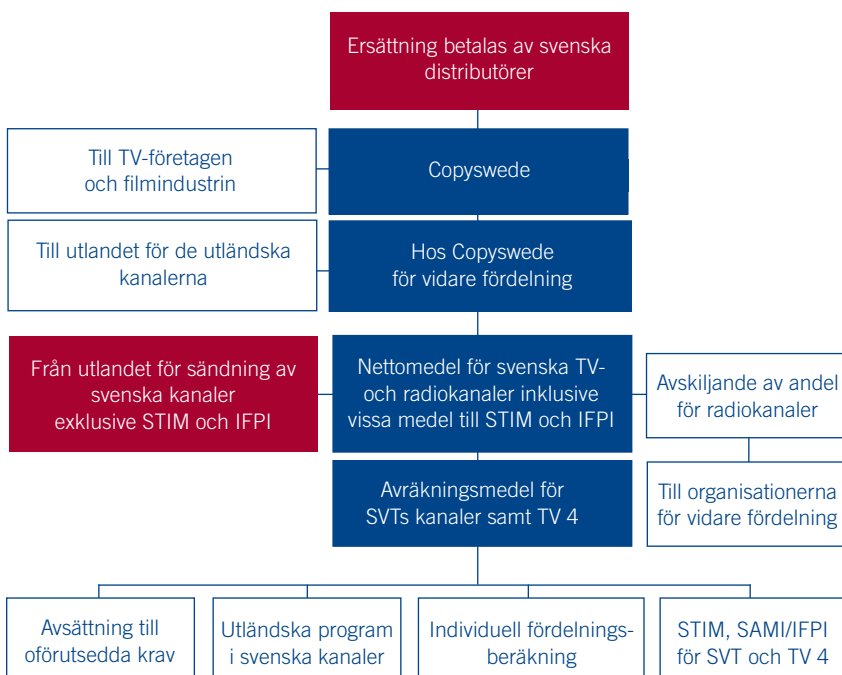 Ersättning betalas av svenska
distributörer
Till TV-företagen
och filmindustrin
Copyswede
Till utlandet för de utländska
kanalerna
Hos Copyswede
för vidare fördelning
Från utlandet för sändning av
svenska kanaler
exklusive STIM och IFPI
Nettomedel för svenska TV-
och radiokanaler inklusive
vissa medel till STIM och IFPI
Avskiljande av andel
för radiokanaler
Avräkningsmedel för
SVTs kanaler samt TV 4
Till organisationerna
för vidare fördelning
Avsättning till
oförutsedda krav
Utländska program
i svenska kanaler
Individuell fördelnings-
beräkning
STIM, SAMI/IFPI
för SVT och TV 4